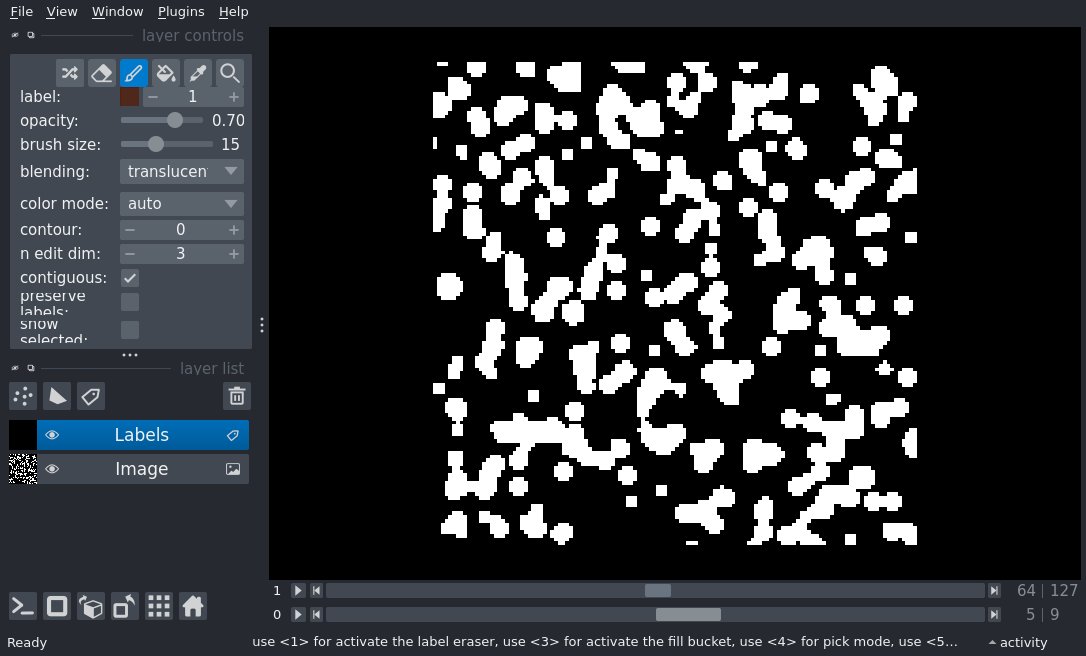 File View Window Plugins Help
layer controls
label: 1
opacity: 0.70
brush size: 15
blending: translucen
color mode: auto
contour: 0
n edit dim: 3
contiguous:
preserve
labels:
show
selected:
layer list
Labels
Image
1 64 | 127
0 5 | 9
Ready use <1> for activate the label eraser, use <3> for activate the fill bucket, use <4> for pick mode, use <5... activity